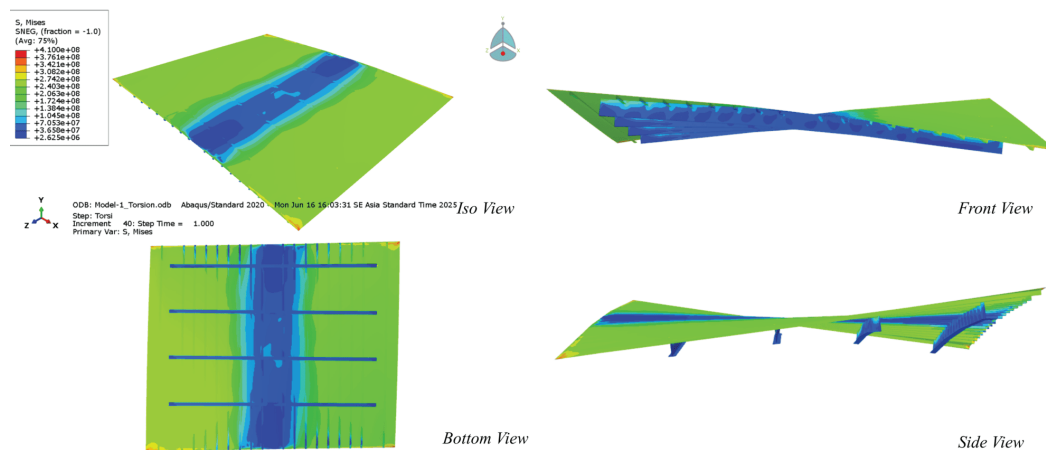 S, Mises
SNEG, (fraction = -1.0)
(Avg: 75%)
+4.100e+08
+3.761e+08
+3.421e+08
+3.082e+08
+2.742e+08
+2.403e+08
+1.724e+08
+1.384e+08
+1.045e+08
+7.053e+07
+3.658e+07
+2.625e+06
Y
Z
X
Y
Z
X
ODB: Model-1_Torsion.odb Abaqus/Standard 2020 Mon Jun 16 16:03:31 SE Asia Standard Time 2025
Step: Torsi
Increment 40: Step Time = 1.000
Primary Var: S, Mises
Iso View
Front View
Bottom View
Side View